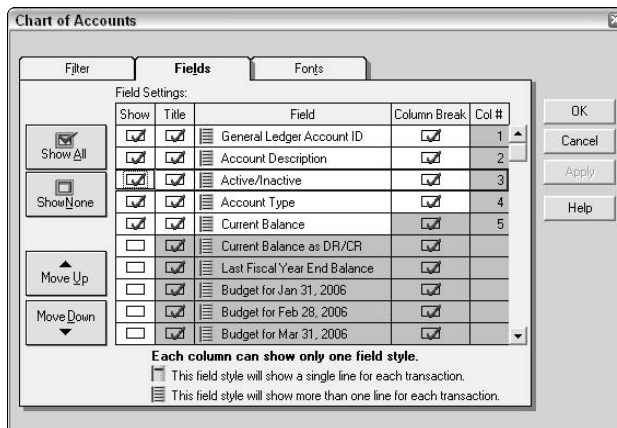 Chart of Accounts
Filter Fields Fonts
Field Settings:
Show Title Field Column Break Col #
General Ledger Account ID 1
Account Description 2
Active/Inactive 3
Account Type 4
Current Balance 5
Current Balance as DR/CR
Last Fiscal Year End Balance
Budget for Jan 31, 2006
Budget for Feb 28, 2006
Budget for Mar 31, 2006
Show All
Show None
Move Up
Move Down
OK
Cancel
Apply
Help
Each column can show only one field style.
This field style will show a single line for each transaction.
This field style will show more than one line for each transaction.